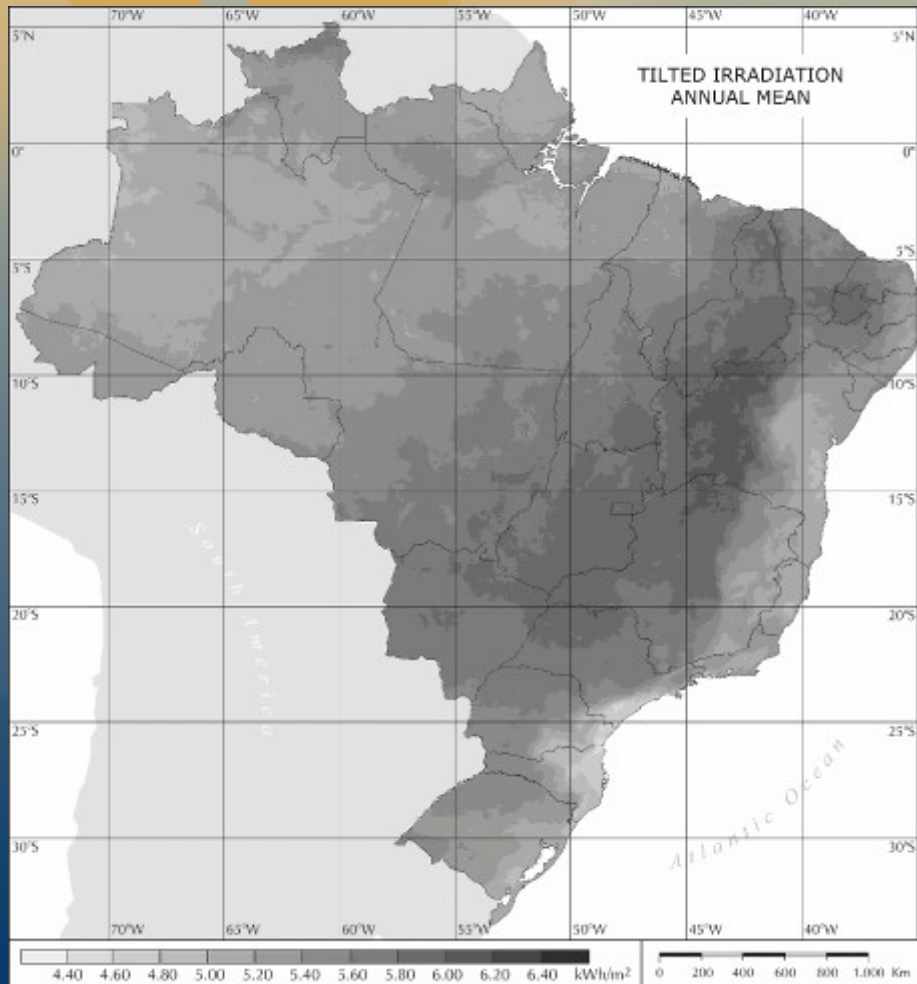 70°W 65°W 60°W 55°W 50°W 45°W 40°W
5°N 5°N
TILTED IRRADIATION
ANNUAL MEAN
0° 0°
5°S 5°S
10°S 10°S
15°S 15°S
South America
20°S 20°S
25°S 25°S
Atlantic Ocean
30°S 30°S
70°W 65°W 60°W 55°W 50°W 45°W 40°W
4.40 4.60 4.80 5.00 5.20 5.40 5.60 5.80 6.00 6.20 6.40 kWh/m²
0 200 400 600 800 1.000 Km